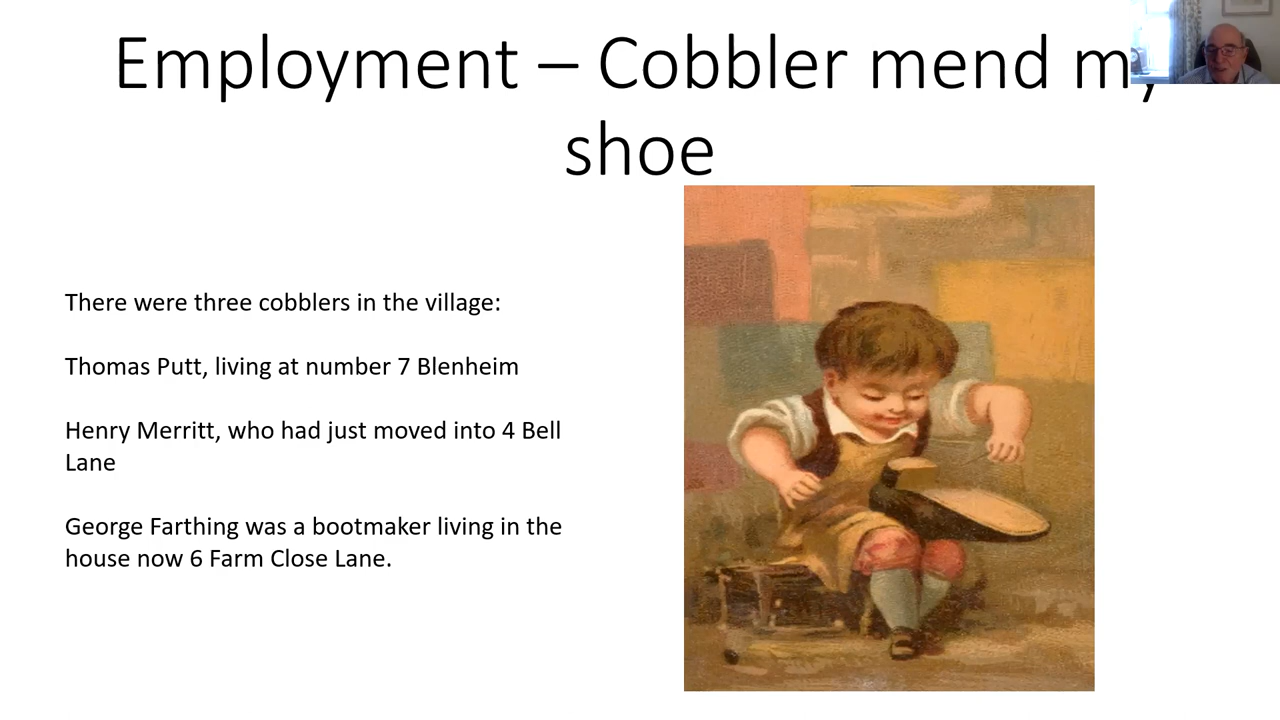 Employment – Cobbler mend my
shoe
There were three cobblers in the village:
Thomas Putt, living at number 7 Blenheim
Henry Merritt, who had just moved into 4 Bell
Lane
George Farthing was a bootmaker living in the
house now 6 Farm Close Lane.